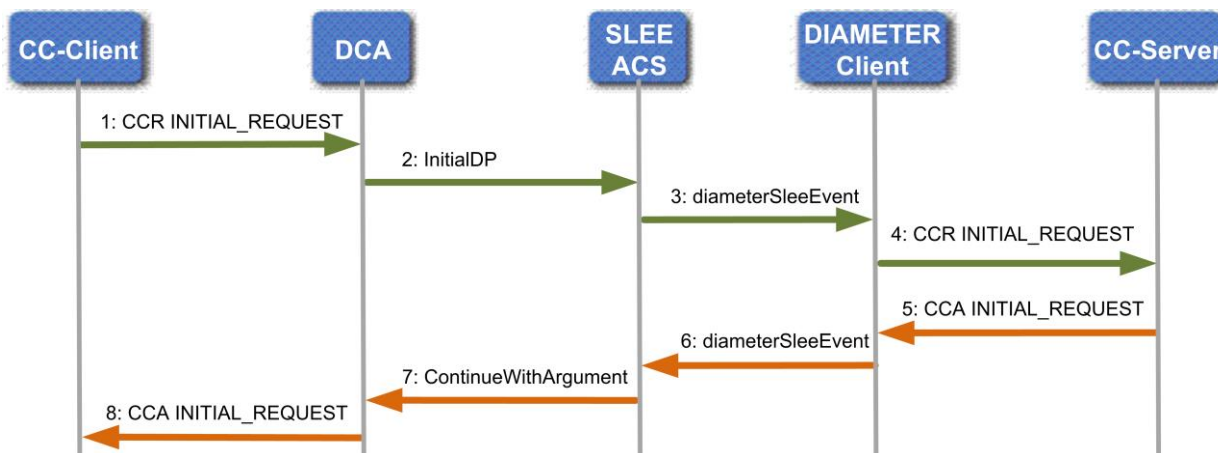 CC-Client
DCA
SLEE
ACS
DIAMETER
Client
CC-Server
1: CCR INITIAL_REQUEST
2: InitialDP
3: diameterSleeEvent
4: CCR INITIAL_REQUEST
5: CCA INITIAL_REQUEST
6: diameterSleeEvent
7: ContinueWithArgument
8: CCA INITIAL_REQUEST